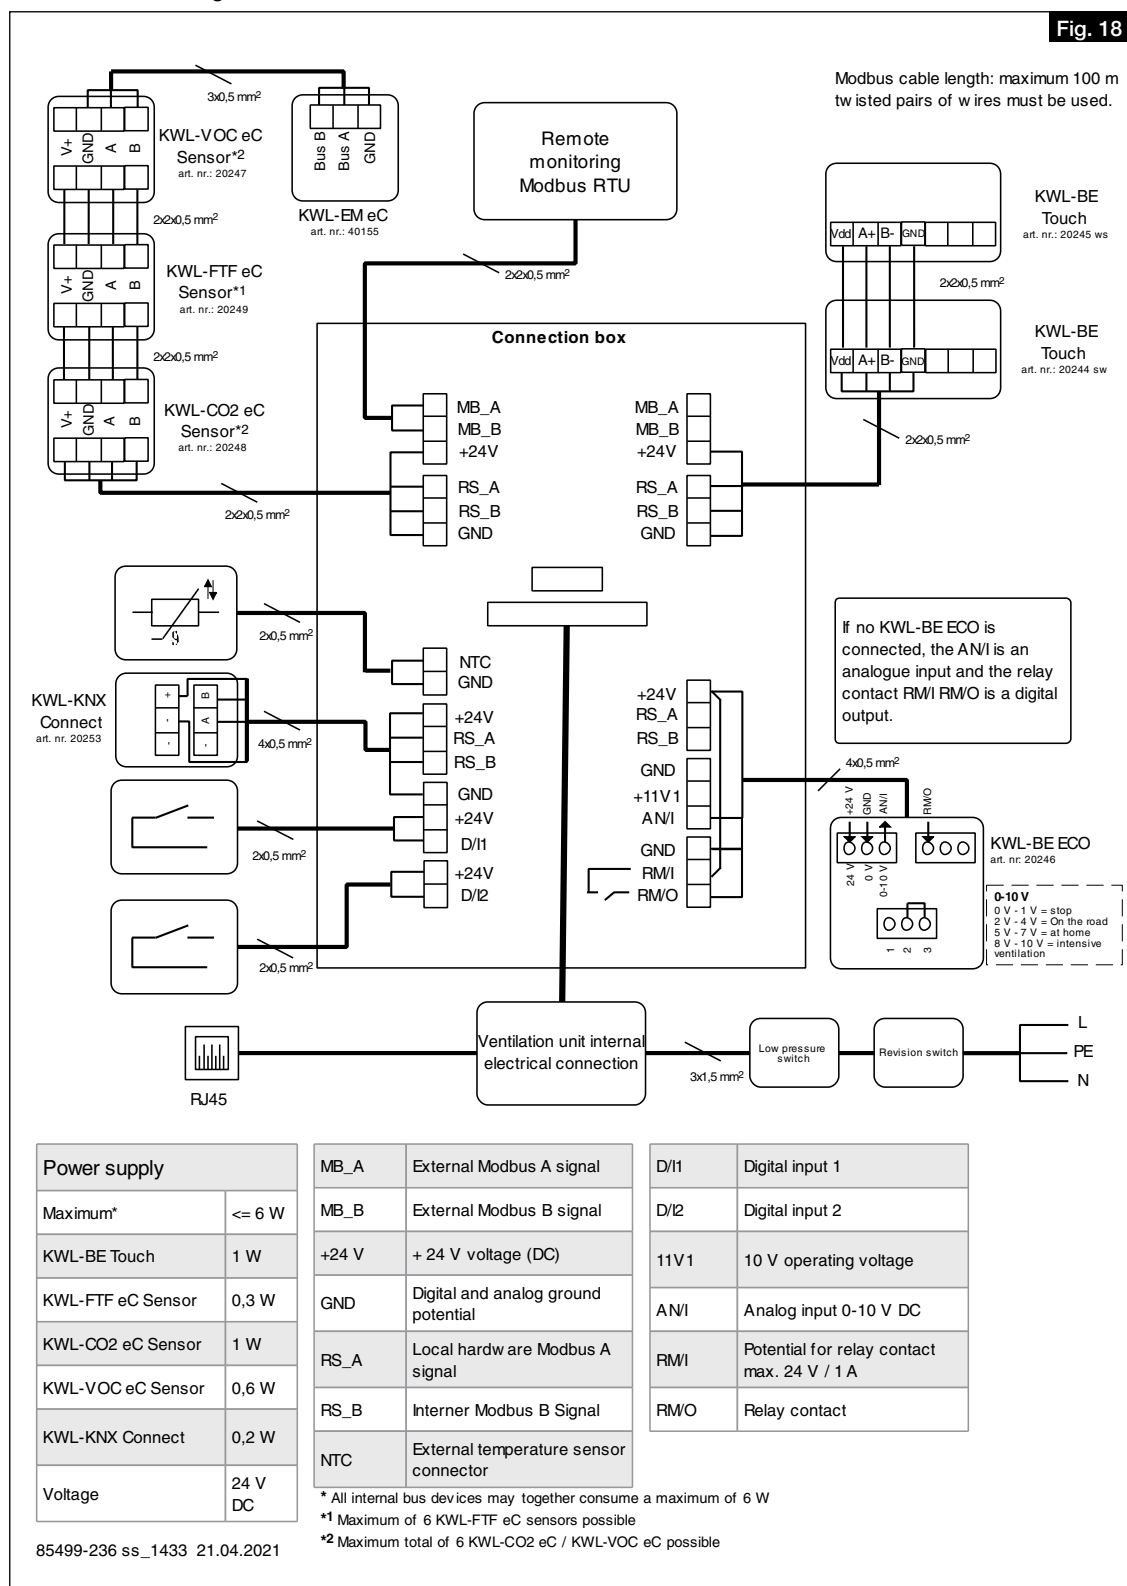 Fig. 18
Modbus cable length: maximum 100 m
twisted pairs of wires must be used.
3x0,5 mm²
V+
GND
A
B
KWL-VOC eC
Sensor*2
art. nr.: 20247
Bus B
Bus A
GND
KWL-EM eC
art. nr.: 40155
Remote
monitoring
Modbus RTU
2x2x0,5 mm²
2x2x0,5 mm²
V+
GND
A
B
KWL-FTF eC
Sensor*1
art. nr.: 20249
2x2x0,5 mm²
V+
GND
A
B
KWL-CO2 eC
Sensor*2
art. nr.: 20248
2x2x0,5 mm²
Vdd A+ B- GND
KWL-BE
Touch
art. nr.: 20245 ws
2x2x0,5 mm²
Vdd A+ B- GND
KWL-BE
Touch
art. nr.: 20244 sw
2x2x0,5 mm²
Connection box
MB_A
MB_B
+24V
RS_A
RS_B
GND
MB_A
MB_B
+24V
RS_A
RS_B
GND
9
2x0,5 mm²
NTC
GND
KWL-KNX
Connect
art. nr. 20253
+
-
-
B
A
-
4x0,5 mm²
+24V
RS_A
RS_B
GND
+24V
D/I1
+24V
D/I2
2x0,5 mm²
2x0,5 mm²
+24V
RS_A
RS_B
GND
+11V1
AN/I
GND
RM/I
RM/O
If no KWL-BE ECO is
connected, the AN/I is an
analogue input and the relay
contact RM/I RM/O is a digital
output.
4x0,5 mm²
+24 V
GND
AN/I
RM/O
24 V
0 V
0-10 V
1
2
3
KWL-BE ECO
art. nr: 20246
0-10 V
0 V - 1 V = stop
2 V - 4 V = On the road
5 V - 7 V = at home
8 V - 10 V = intensive
ventilation
RJ45
Ventilation unit internal
electrical connection
3x1,5 mm²
Low pressure
switch
Revision switch
L
PE
N
Power supply
Maximum* <= 6 W
KWL-BE Touch 1 W
KWL-FTF eC Sensor 0,3 W
KWL-CO2 eC Sensor 1 W
KWL-VOC eC Sensor 0,6 W
KWL-KNX Connect 0,2 W
Voltage 24 V
DC
MB_A External Modbus A signal
MB_B External Modbus B signal
+24 V + 24 V voltage (DC)
GND Digital and analog ground
potential
RS_A Local hardware Modbus A
signal
RS_B Interner Modbus B Signal
NTC External temperature sensor
connector
D/I1 Digital input 1
D/I2 Digital input 2
11V1 10 V operating voltage
AN/I Analog input 0-10 V DC
RM/I Potential for relay contact
max. 24 V / 1 A
RM/O Relay contact
* All internal bus devices may together consume a maximum of 6 W
*1 Maximum of 6 KWL-FTF eC sensors possible
*2 Maximum total of 6 KWL-CO2 eC / KWL-VOC eC possible
85499-236 ss_1433 21.04.2021